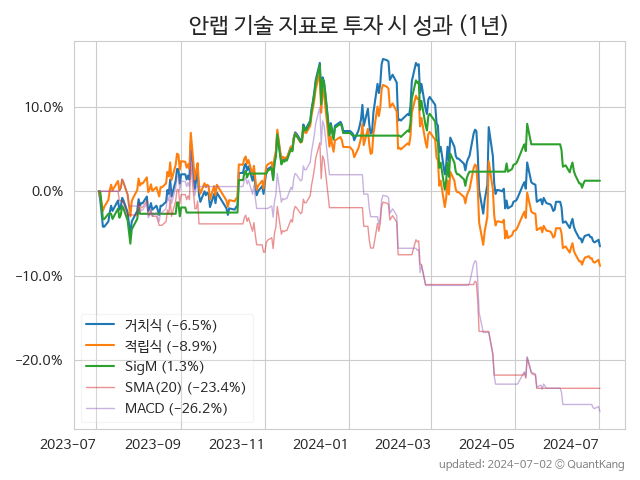 안랩 기술 지표로 투자 시 성과 (1년)
10.0%
0.0%
−10.0%
−20.0%
거치식 (−6.5%)
적립식 (−8.9%)
SigM (1.3%)
SMA(20) (−23.4%)
MACD (−26.2%)
2023-07 2023-09 2023-11 2024-01 2024-03 2024-05 2024-07
updated: 2024-07-02 © QuantKang